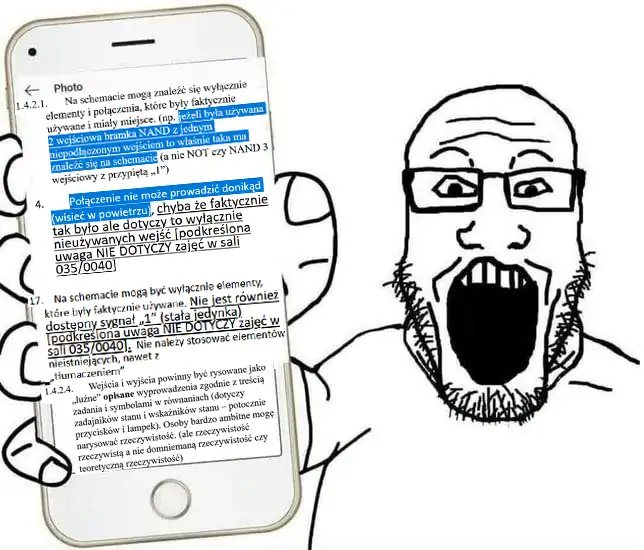 Photo
1.4.2.1. Na schemacie mogą znaleźć się wyłącznie
elementy i połączenia, które były faktycznie
używane i miały miejsce. (np. jeżeli była używana
2 wejściowa bramka NAND z jednym
niepodłączonym wejściem to właśnie taka ma
znaleźć się na schemacie (a nie NOT czy NAND 3
wejściowy z przypiętą „1”)
4. Połączenie nie może prowadzić donikąd
(wisieć w powietrzu), chyba że faktycznie
tak było ale dotyczy to wyłącznie
nieużywanych wejść [podkreślona
uwaga NIE DOTYCZY zajęć w sali
035/0040]
17. Na schemacie mogą być wyłącznie elementy,
które były faktycznie używane. Nie jest również
dostępny sygnał „1” (stała jedynka)
[podkreślona uwaga NIE DOTYCZY zajęć w
sali 035/0040]. Nie należy stosować elementów
nieistniejących, nawet z
„tłumaczeniem”
1.4.2.4. Wejścia i wyjścia powinny być rysowane jako
„luźne” opisane wyprowadzenia zgodnie z treścią
zadania i symbolami w równaniach (dotyczy
zadajników stanu i wskaźników stanu – potocznie
przycisków i lampek). Osoby bardzo ambitne mogę
narysować rzeczywistość. (ale rzeczywistość
rzeczywistą a nie domniemaną rzeczywistość czy
teoretyczną rzeczywistość)